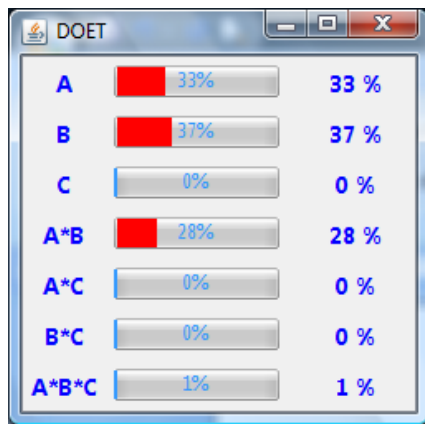 DOET
A 33% 33 %
B 37% 37 %
C 0% 0 %
A*B 28% 28 %
A*C 0% 0 %
B*C 0% 0 %
A*B*C 1% 1 %